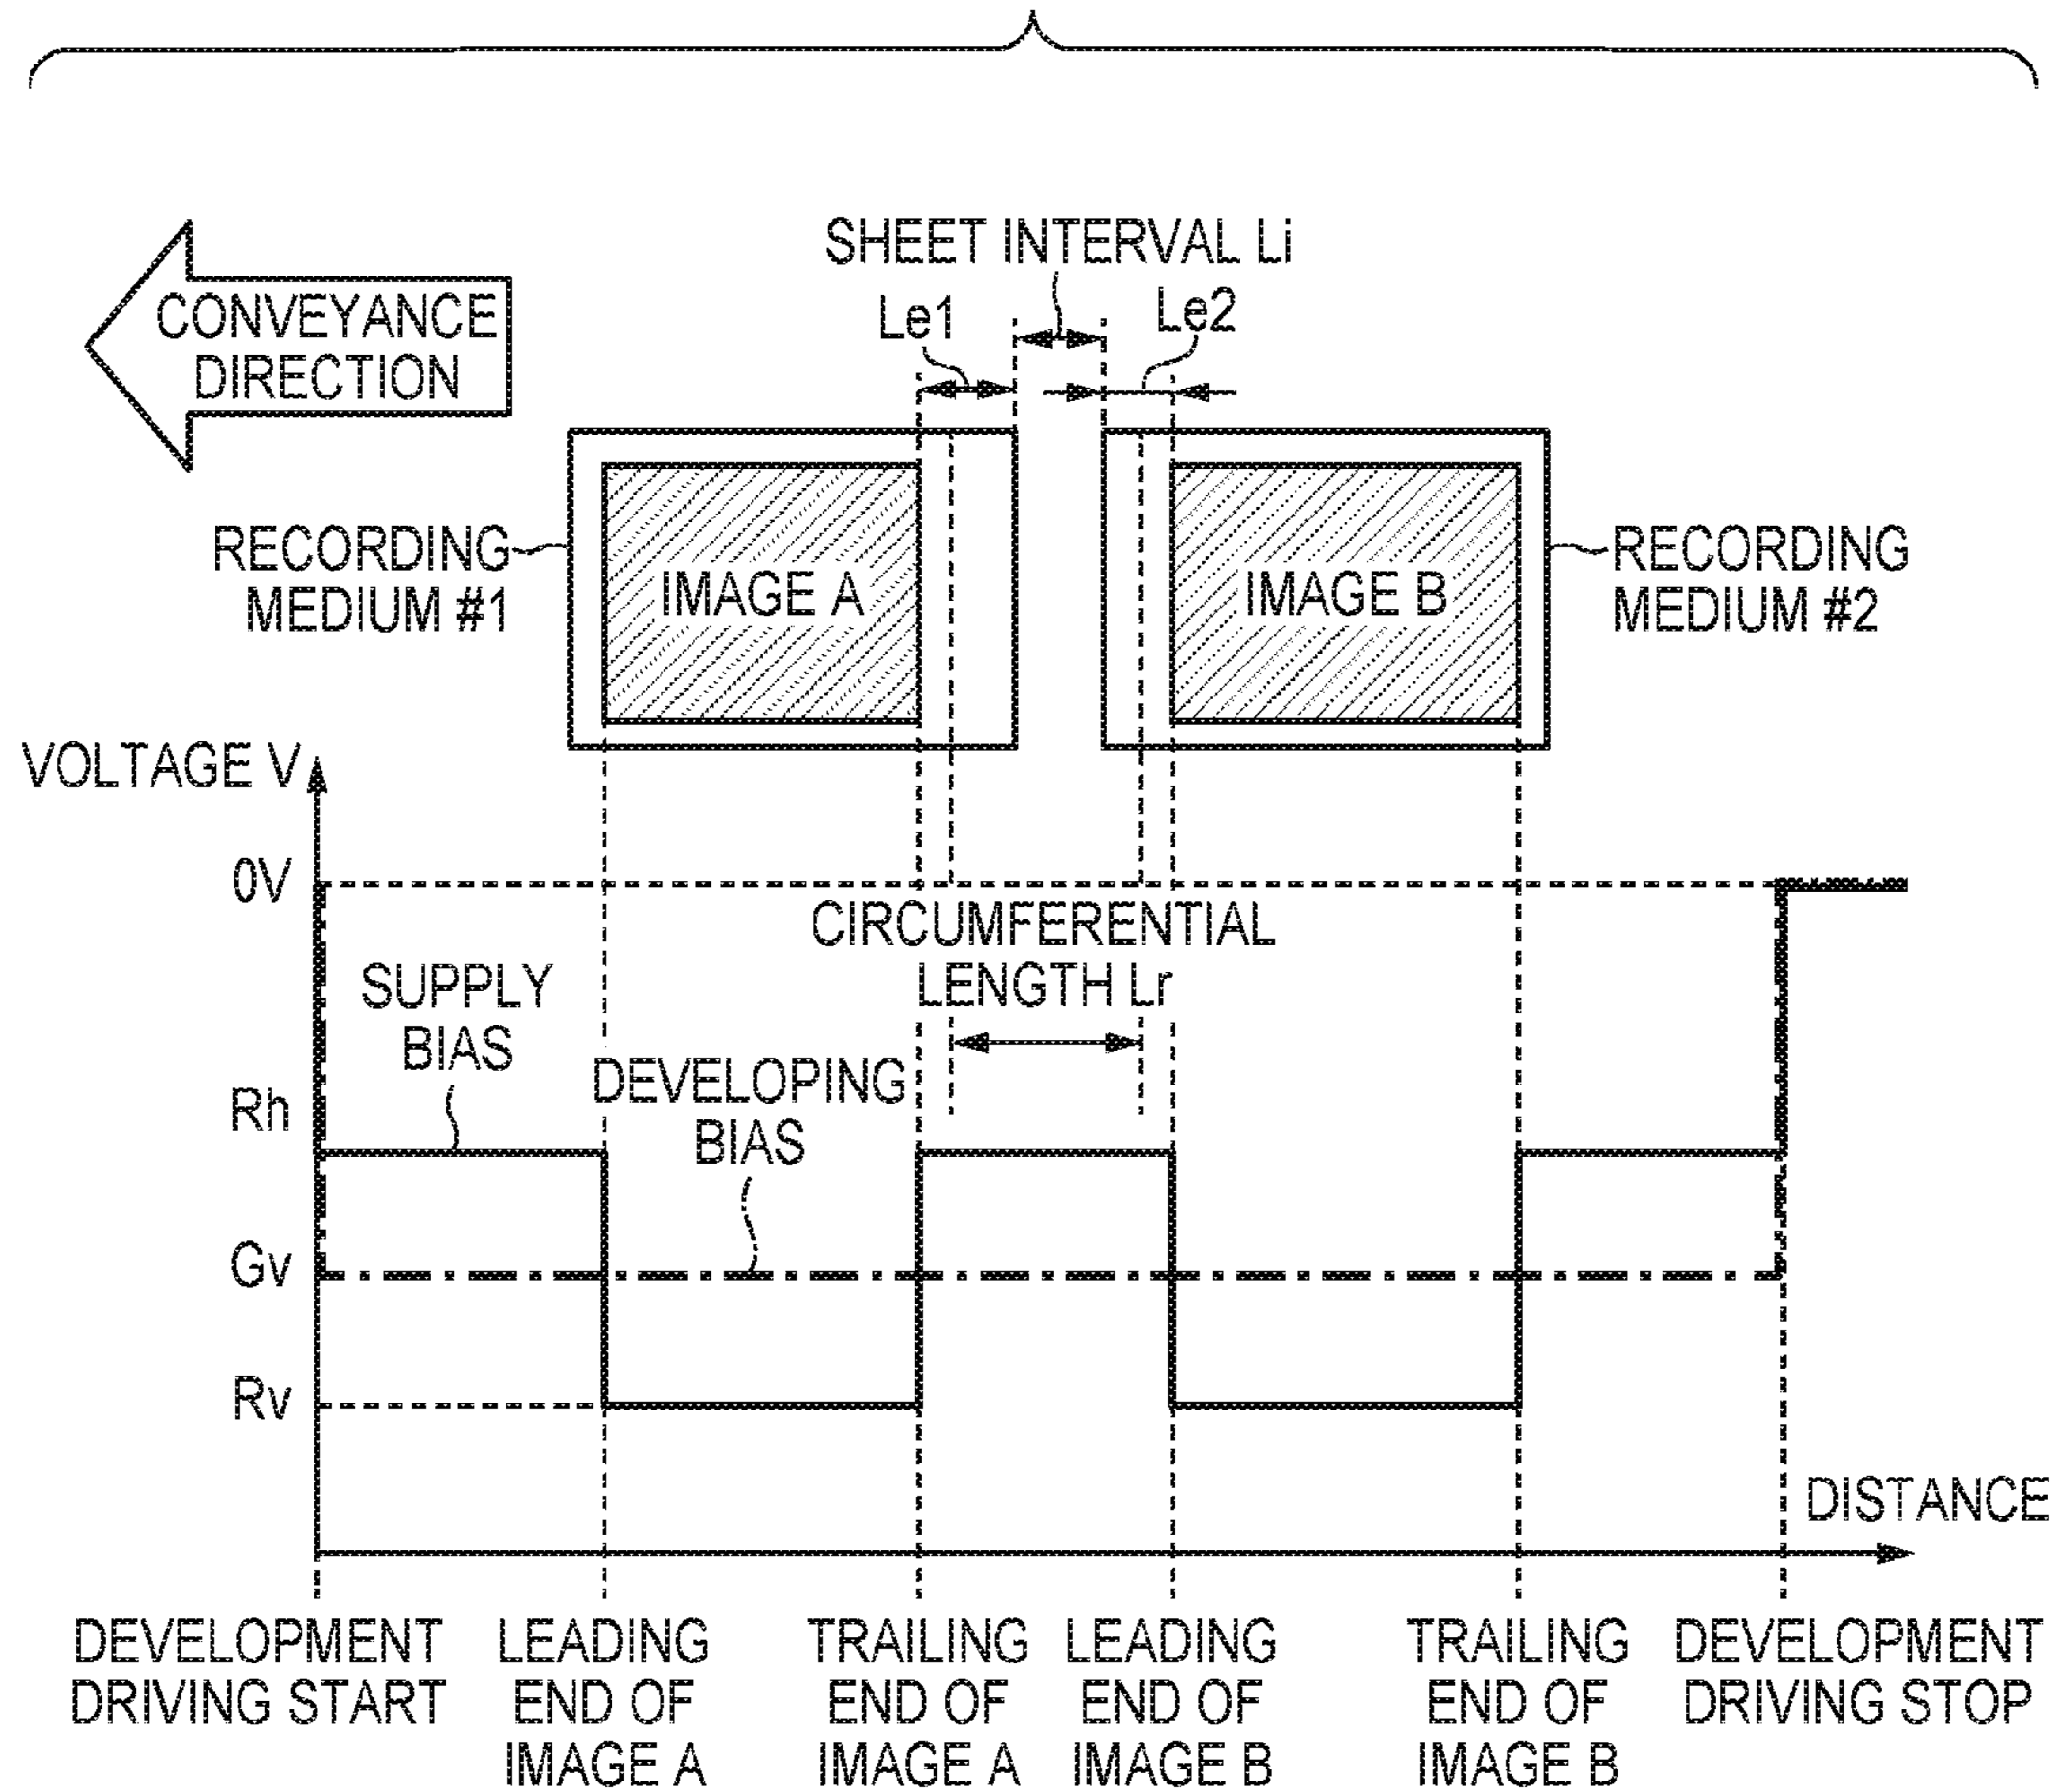 SHEET INTERVAL Li
Le1
Le2
CONVEYANCE
DIRECTION
RECORDING
MEDIUM #1
IMAGE A
IMAGE B
RECORDING
MEDIUM #2
VOLTAGE V
0V
CIRCUMFERENTIAL
LENGTH Lr
SUPPLY
BIAS
DEVELOPING
BIAS
Rh
Gv
Rv
DISTANCE
DEVELOPMENT
DRIVING START
LEADING
END OF
IMAGE A
TRAILING
END OF
IMAGE A
LEADING
END OF
IMAGE B
TRAILING
END OF
IMAGE B
DEVELOPMENT
DRIVING STOP